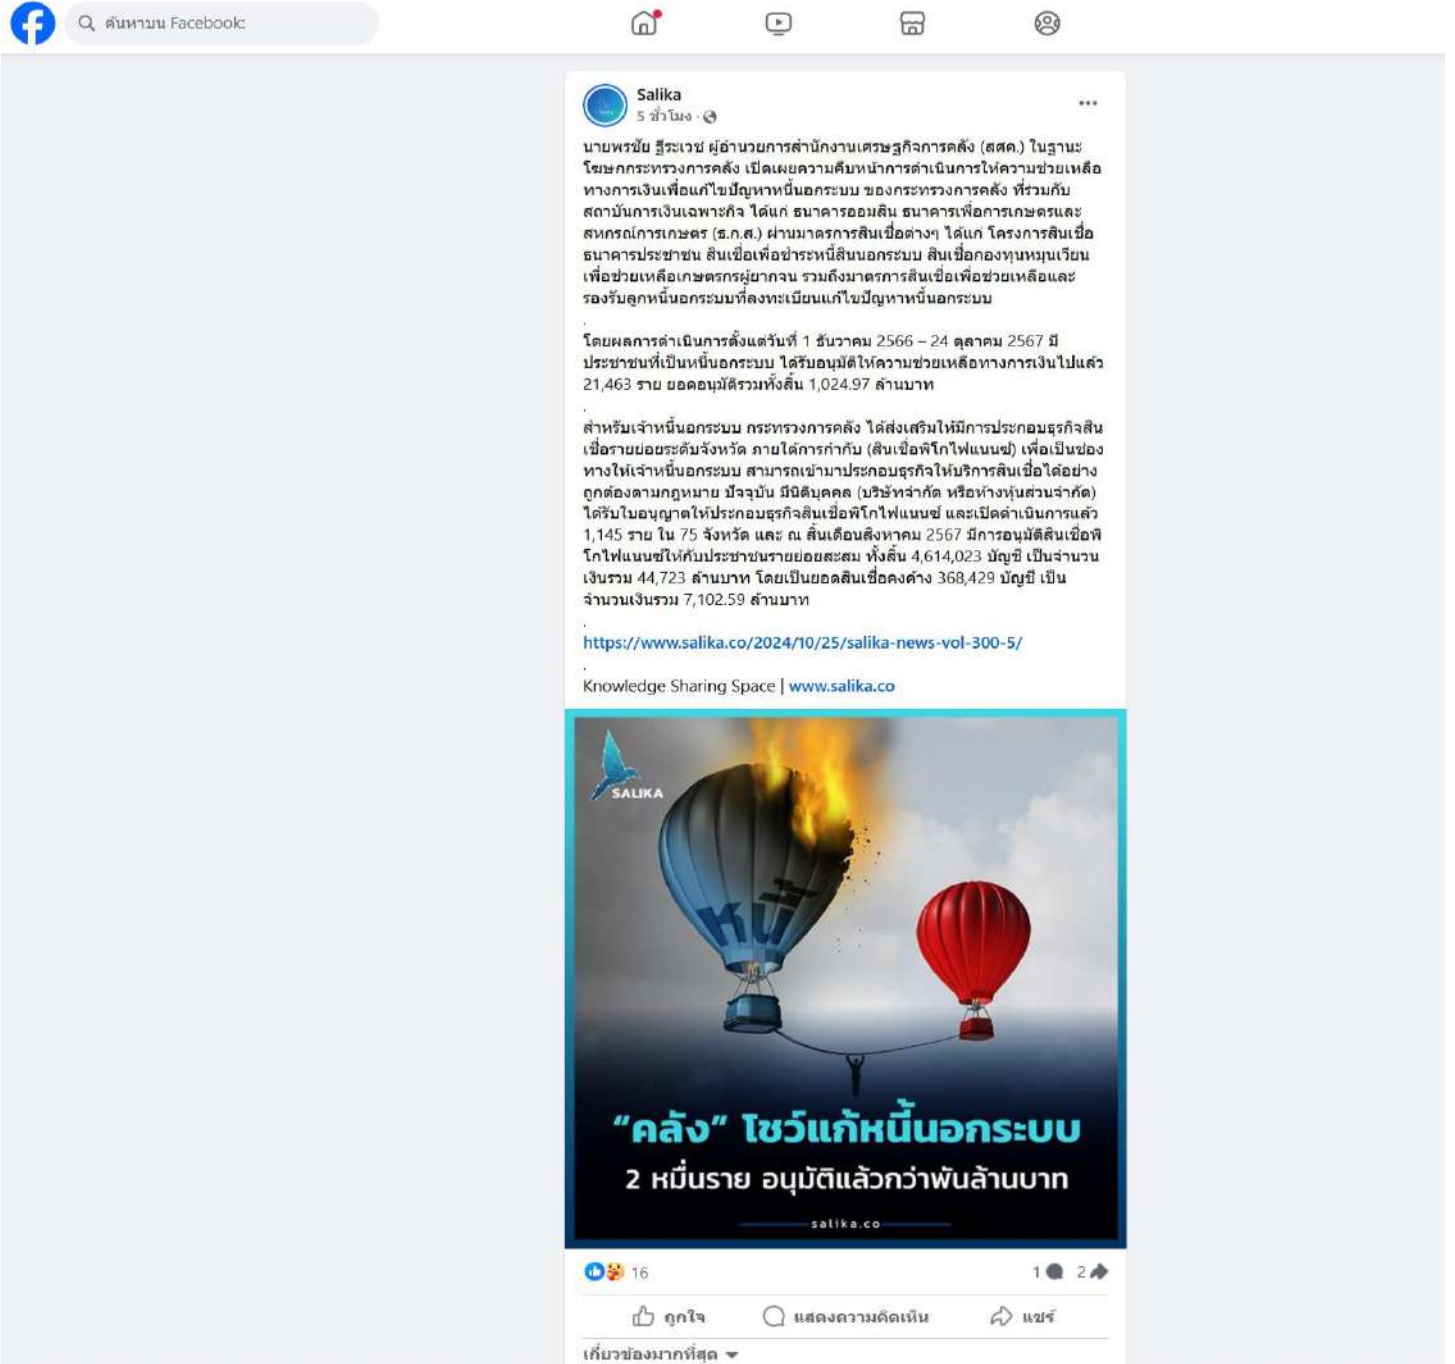 ค้นหาบน Facebook
Salika
5 ชั่วโมง ·
นายพรชัย ฐีระเวช ผู้อำนวยการสำนักงานเศรษฐกิจการคลัง (สศค.) ในฐานะ
โฆษกกระทรวงการคลัง เปิดเผยความคืบหน้าการดำเนินการให้ความช่วยเหลือ
ทางการเงินเพื่อแก้ไขปัญหาหนี้นอกระบบ ของกระทรวงการคลัง ที่ร่วมกับ
สถาบันการเงินเฉพาะกิจ ได้แก่ ธนาคารออมสิน ธนาคารเพื่อการเกษตรและ
สหกรณ์การเกษตร (ธ.ก.ส.) ผ่านมาตรการสินเชื่อต่างๆ ได้แก่ โครงการสินเชื่อ
ธนาคารประชาชน สินเชื่อเพื่อชำระหนี้สินนอกระบบ สินเชื่อกองทุนหมุนเวียน
เพื่อช่วยเหลือเกษตรกรผู้ยากจน รวมถึงมาตรการสินเชื่อเพื่อช่วยเหลือและ
รองรับลูกหนี้นอกระบบที่ลงทะเบียนแก้ไขปัญหาหนี้นอกระบบ
.
โดยผลการดำเนินการตั้งแต่วันที่ 1 ธันวาคม 2566 – 24 ตุลาคม 2567 มี
ประชาชนที่เป็นหนี้นอกระบบ ได้รับอนุมัติให้ความช่วยเหลือทางการเงินไปแล้ว
21,463 ราย ยอดอนุมัติรวมทั้งสิ้น 1,024.97 ล้านบาท
.
สำหรับเจ้าหนี้นอกระบบ กระทรวงการคลัง ได้ส่งเสริมให้มีการประกอบธุรกิจสิน
เชื่อรายย่อยระดับจังหวัด ภายใต้การกำกับ (สินเชื่อพิโกไฟแนนซ์) เพื่อเป็นช่อง
ทางให้เจ้าหนี้นอกระบบ สามารถเข้ามาประกอบธุรกิจให้บริการสินเชื่อได้อย่าง
ถูกต้องตามกฎหมาย ปัจจุบัน มีนิติบุคคล (บริษัทจำกัด หรือห้างหุ้นส่วนจำกัด)
ได้รับใบอนุญาตให้ประกอบธุรกิจสินเชื่อพิโกไฟแนนซ์ และเปิดดำเนินการแล้ว
1,145 ราย ใน 75 จังหวัด และ ณ สิ้นเดือนสิงหาคม 2567 มีการอนุมัติสินเชื่อพิ
โกไฟแนนซ์ให้กับประชาชนรายย่อยสะสม ทั้งสิ้น 4,614,023 บัญชี เป็นจำนวน
เงินรวม 44,723 ล้านบาท โดยเป็นยอดสินเชื่อคงค้าง 368,429 บัญชี เป็น
จำนวนเงินรวม 7,102.59 ล้านบาท
.
https://www.salika.co/2024/10/25/salika-news-vol-300-5/
.
Knowledge Sharing Space | www.salika.co
SALIKA
หนี้
“คลัง” โชว์แก้หนี้นอกระบบ
2 หมื่นราย อนุมัติแล้วกว่าพันล้านบาท
salika.co
16
1 2
ถูกใจ แสดงความคิดเห็น แชร์
เกี่ยวข้องมากที่สุด